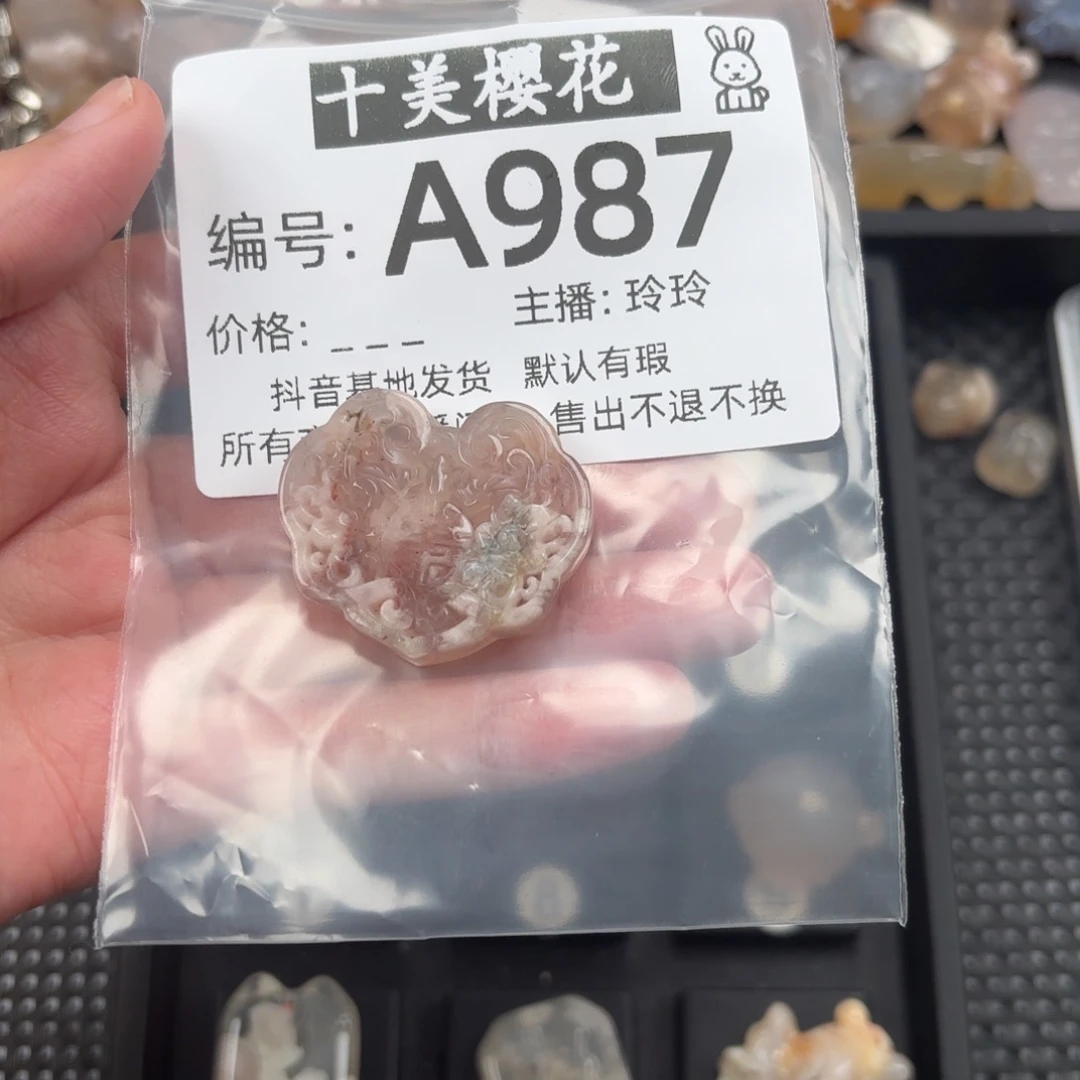 十美樱花
编号: A987
价格: _ _ _ 主播: 玲玲
抖音基地发货 默认有瑕
所有 售出不退不换